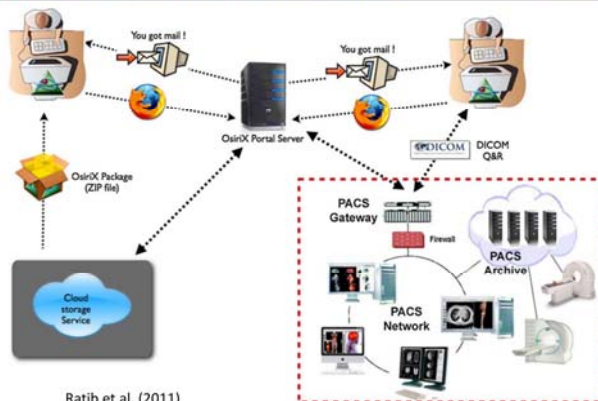 You got mail !
You got mail !
OsiriX Portal Server
DICOM
DICOM
Q&R
OsiriX Package
(ZIP file)
PACS
Gateway
Firewall
PACS
Archive
Cloud
storage
Service
PACS
Network
Ratib et al. (2011)